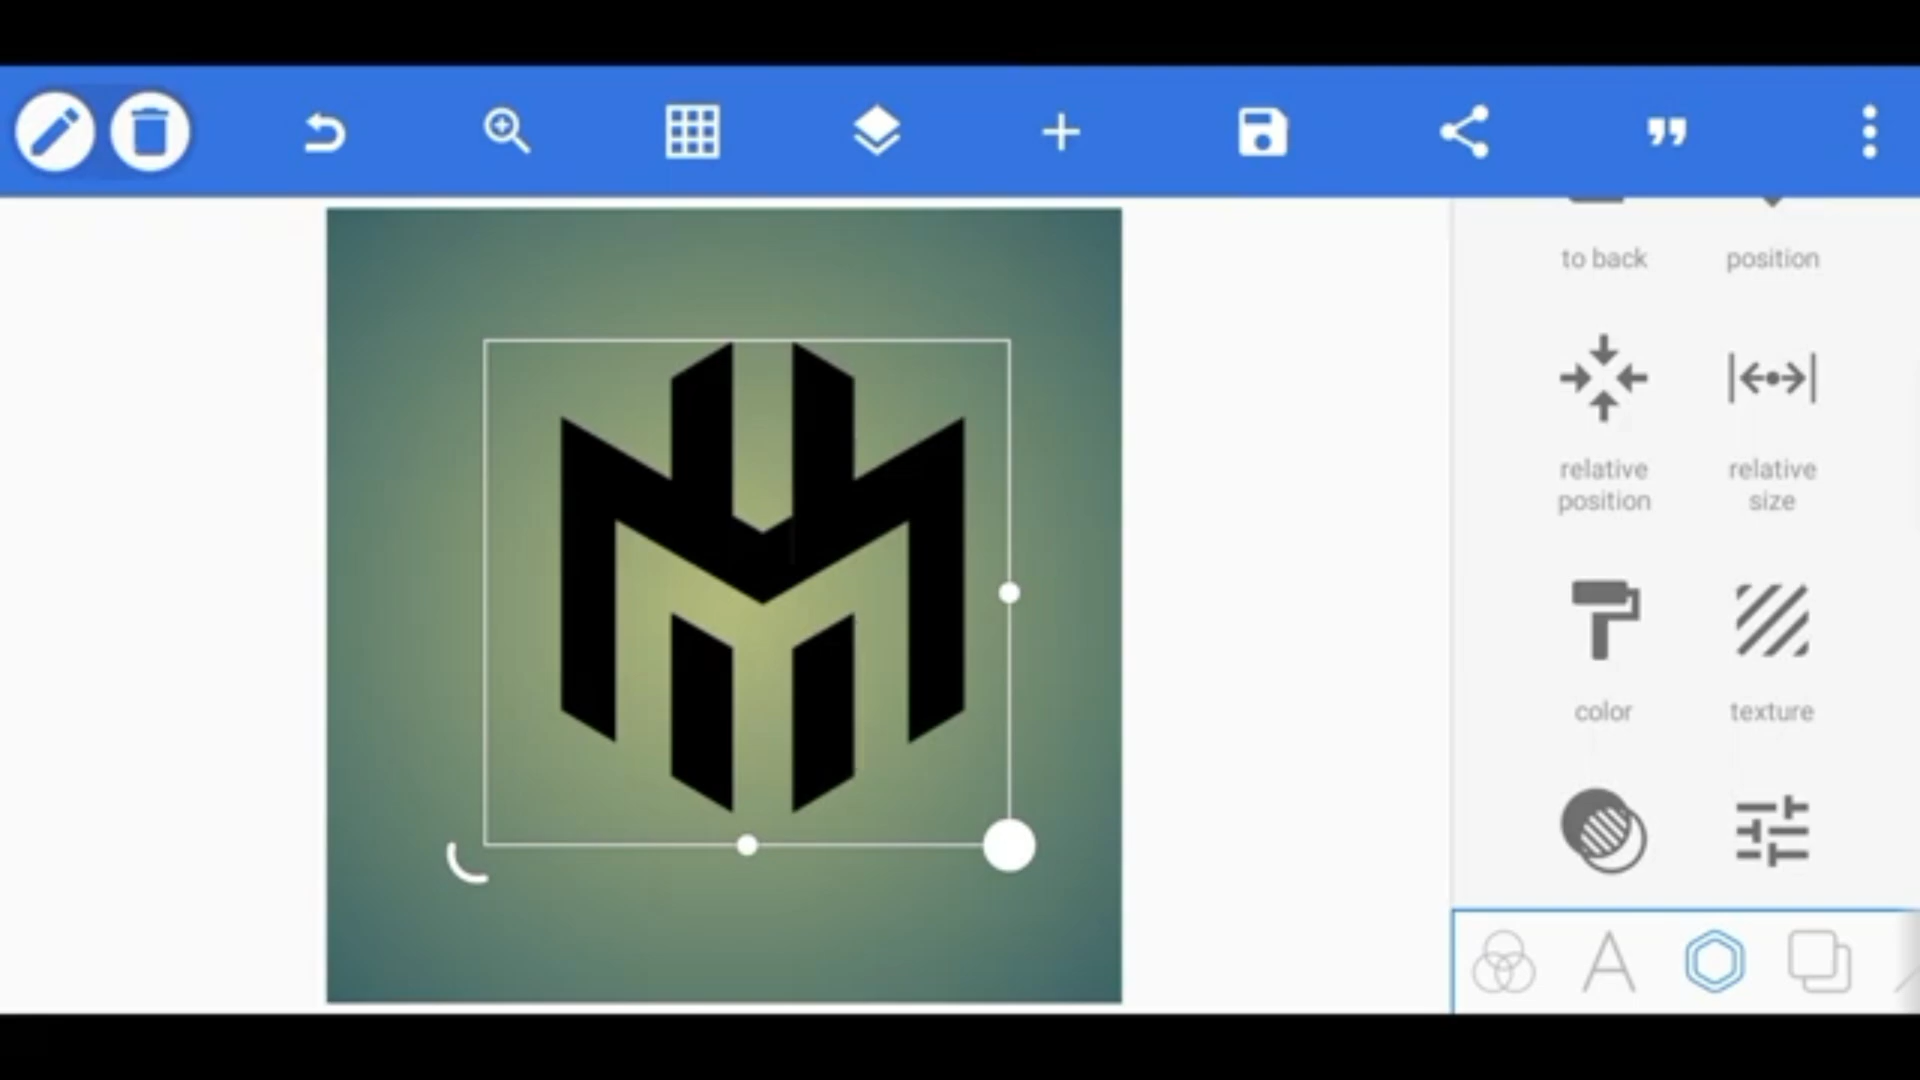 to back
position
relative
position
relative
size
color
texture